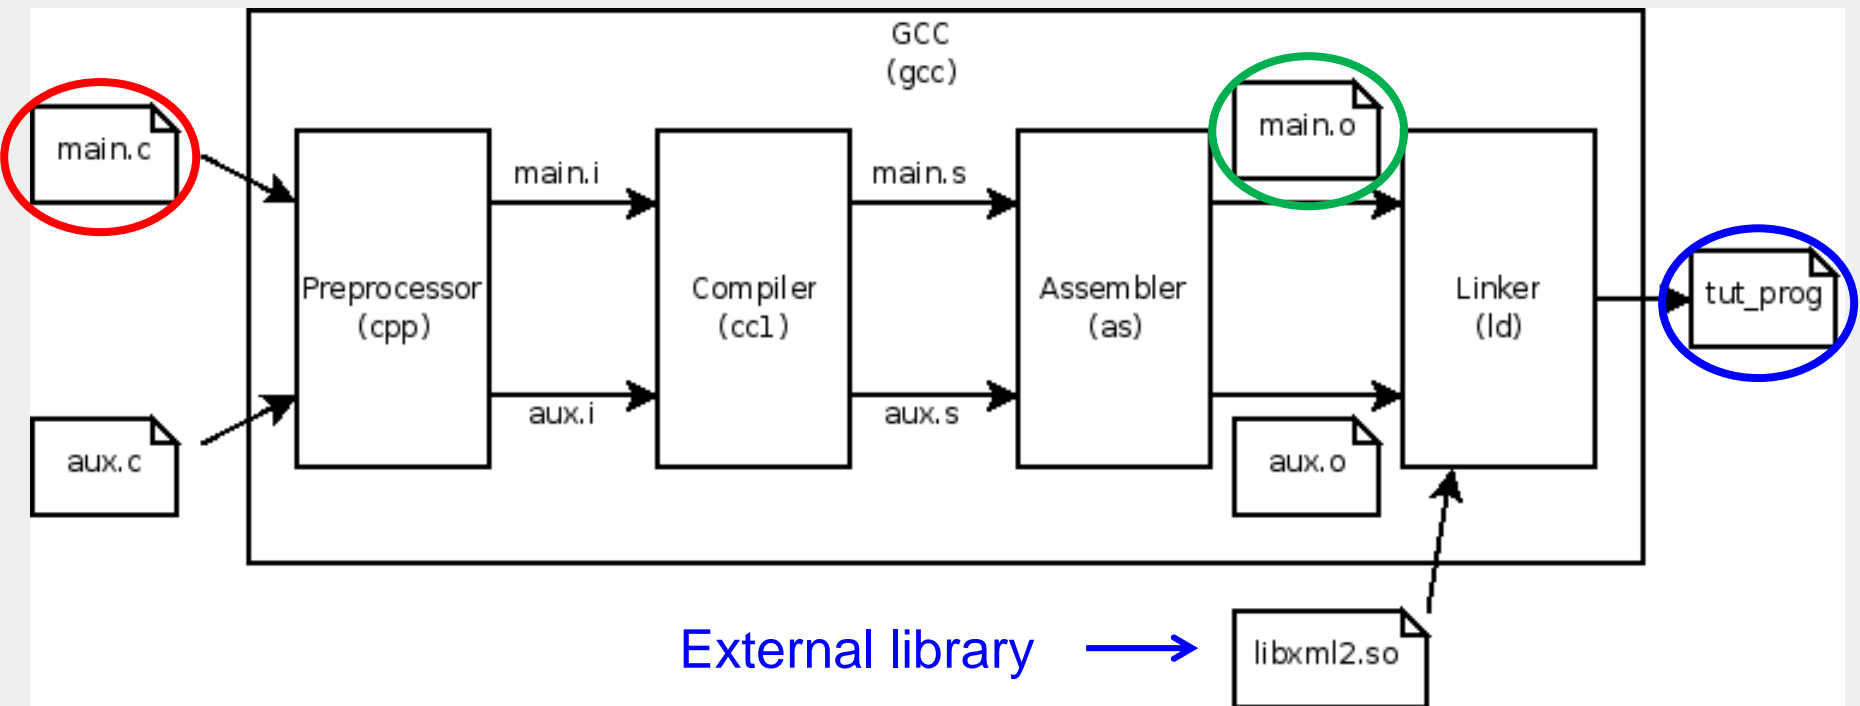 GCC
(gcc)
main.c
main.o
main.i
main.s
Preprocessor
(cpp)
Compiler
(cc1)
Assembler
(as)
Linker
(ld)
tut_prog
aux.c
aux.i
aux.s
aux.o
External library
libxml2.so